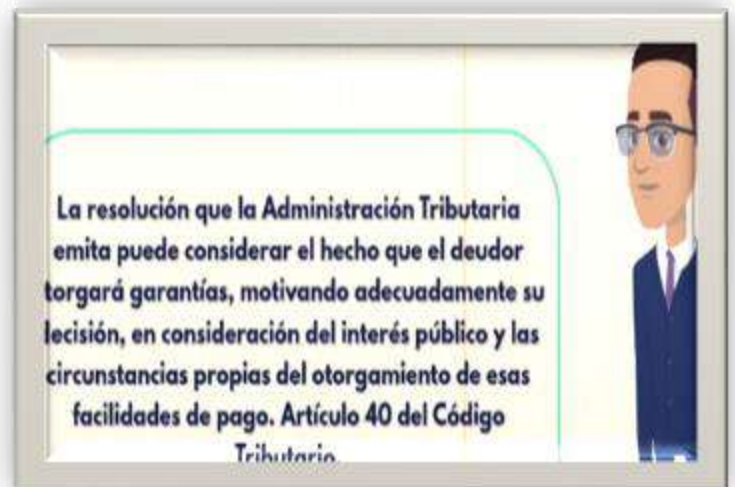 La resolución que la Administración Tributaria
emita puede considerar el hecho que el deudor
torgará garantías, motivando adecuadamente su
lecisión, en consideración del interés público y las
circunstancias propias del otorgamiento de esas
facilidades de pago. Artículo 40 del Código
Tributario.